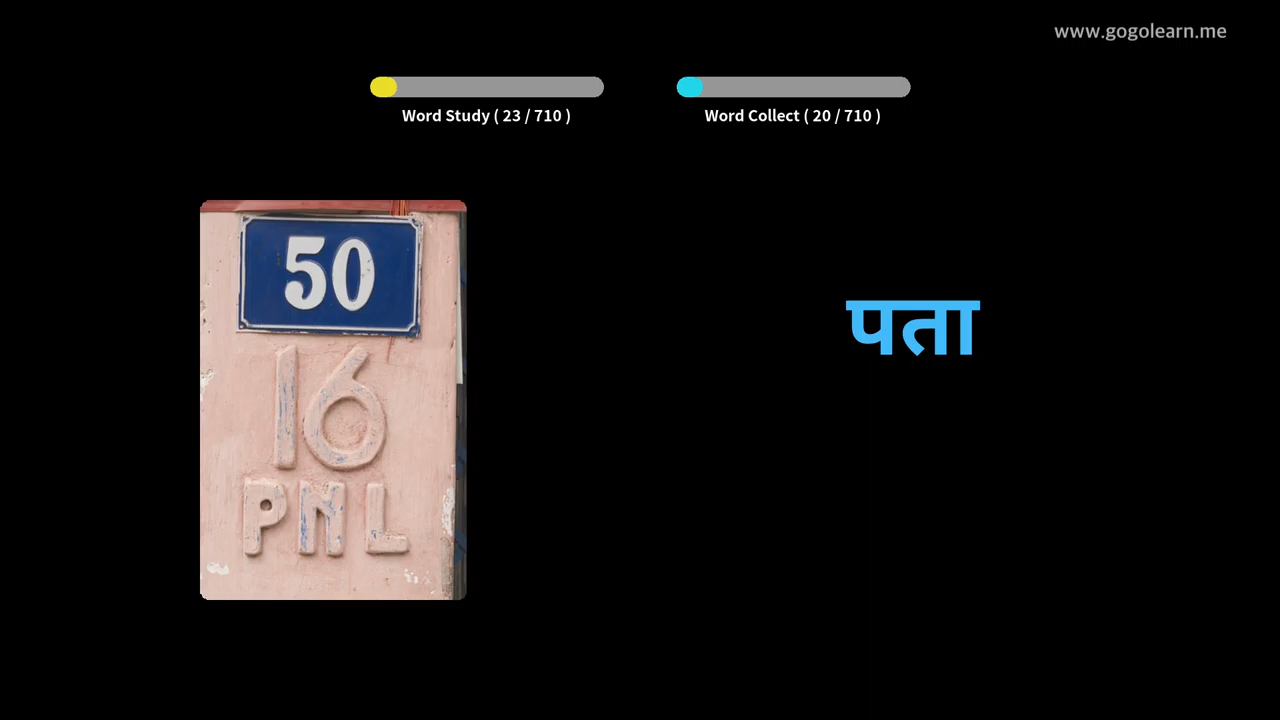 www.gogolearn.me
Word Study ( 23 / 710 )
Word Collect ( 20 / 710 )
50
16
PNL
पता